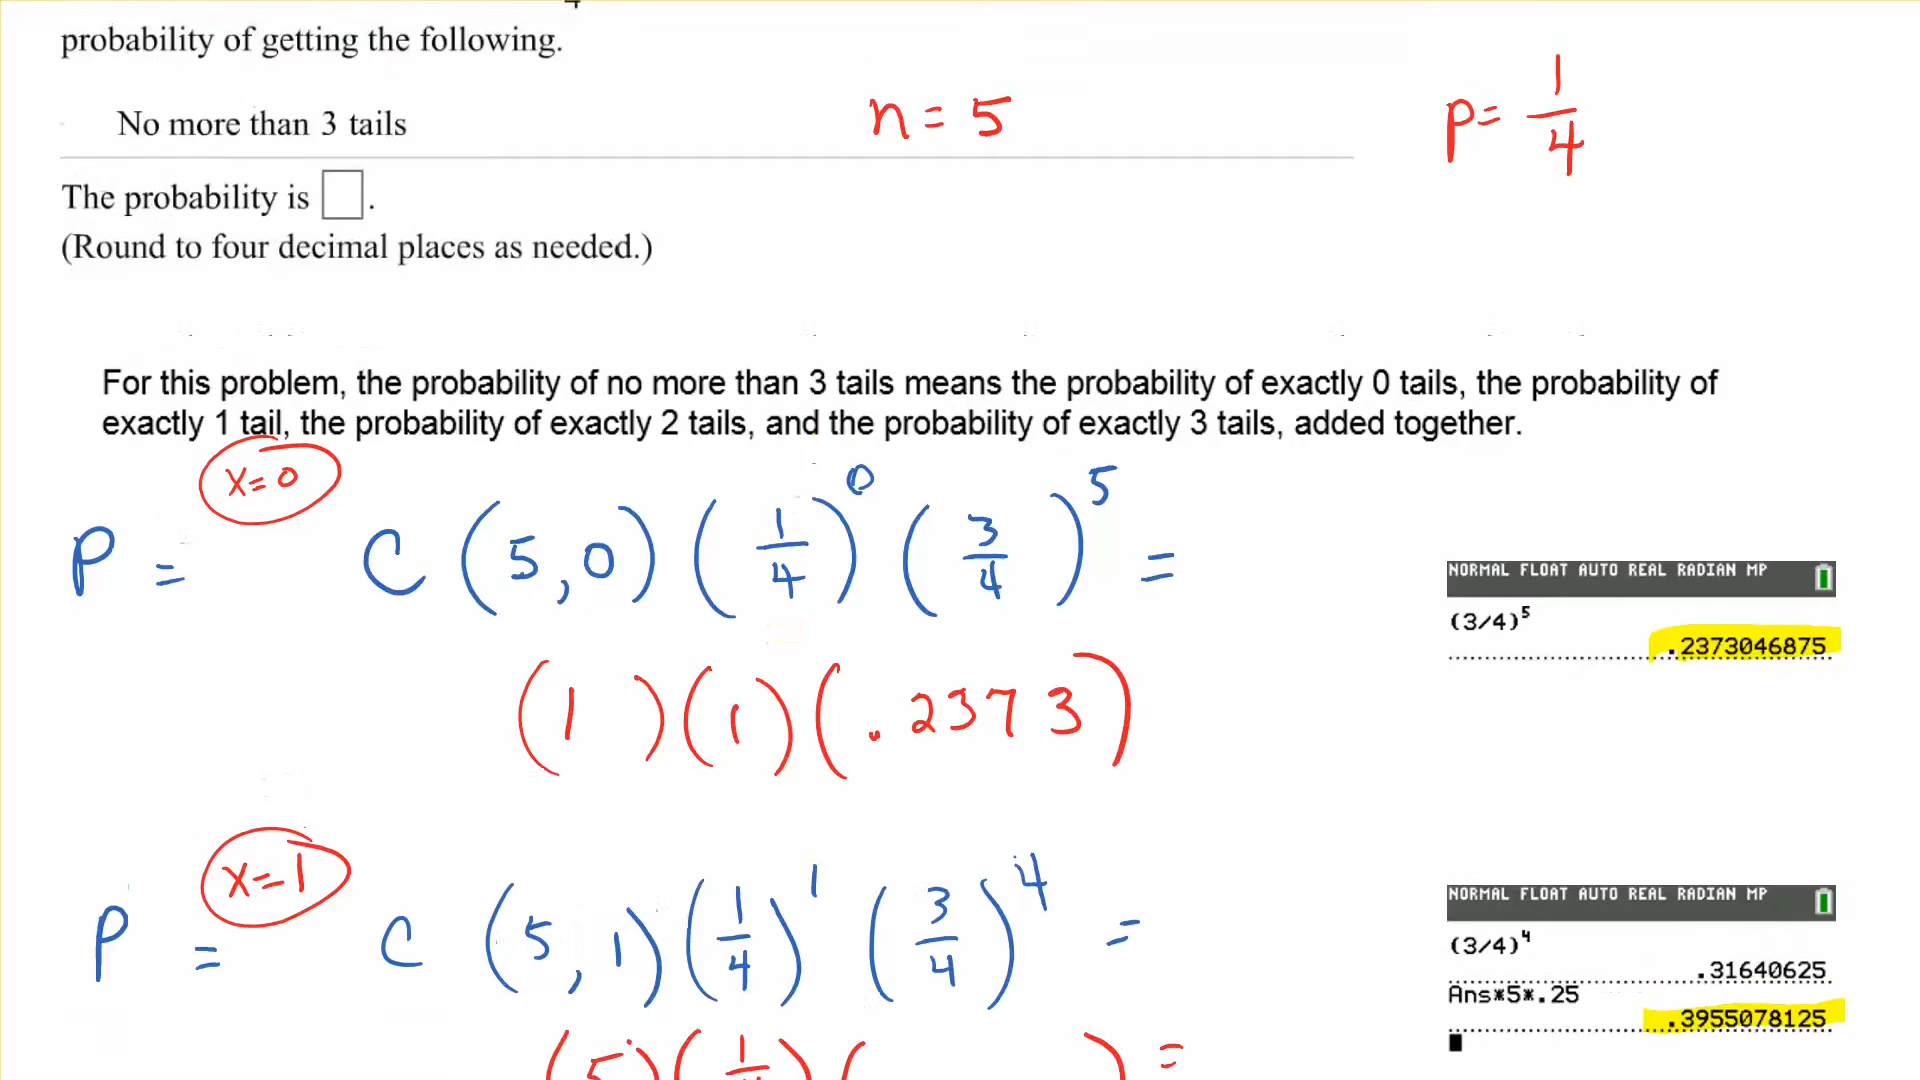 4
probability of getting the following.
No more than 3 tails
n = 5
p = 1/4
The probability is .
(Round to four decimal places as needed.)
For this problem, the probability of no more than 3 tails means the probability of exactly 0 tails, the probability of
exactly 1 tail, the probability of exactly 2 tails, and the probability of exactly 3 tails, added together.
x=0
P = C (5,0) (1/4)^0 (3/4)^5 =
NORMAL FLOAT AUTO REAL RADIAN MP
(3/4)^5
.2373046875
(1)(1)(.2373)
x=1
P = C (5,1) (1/4)^1 (3/4)^4 =
NORMAL FLOAT AUTO REAL RADIAN MP
(3/4)^4
.31640625
Ans*5*.25
.3955078125
(5)(1/4)( ) =